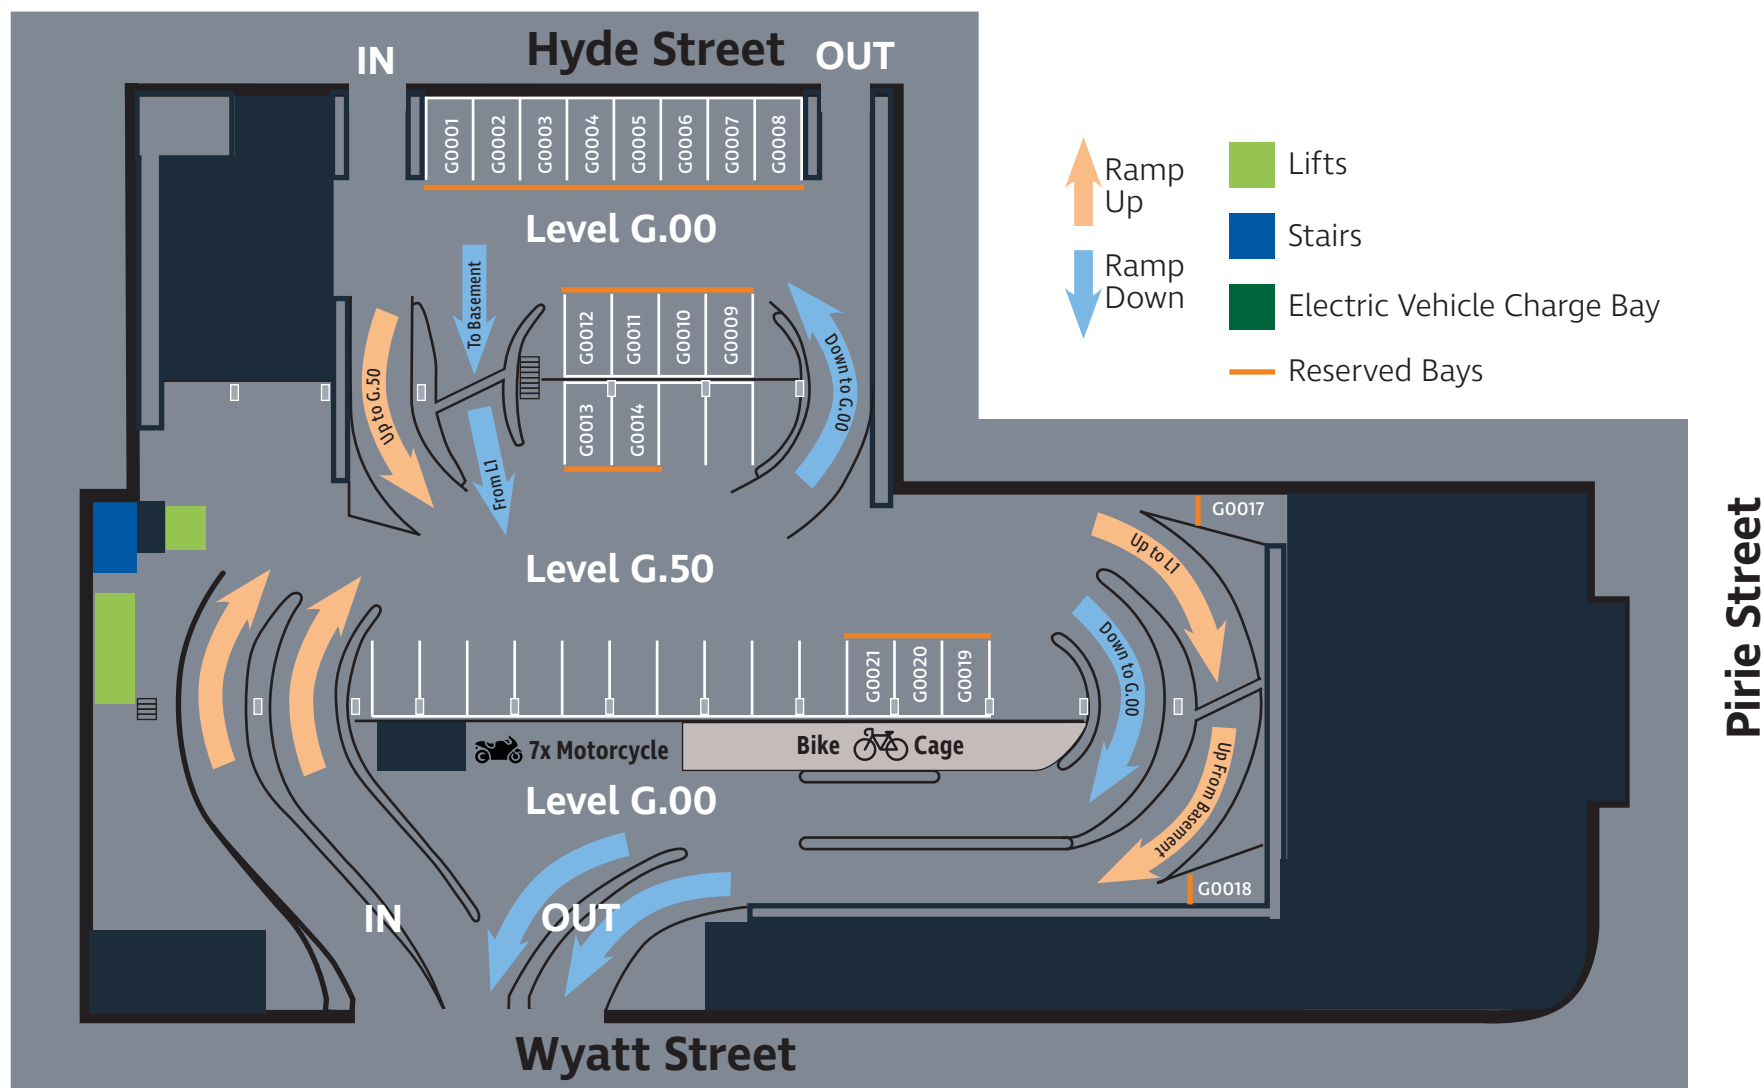 Hyde Street
IN
OUT
G0001
G0002
G0003
G0004
G0005
G0006
G0007
G0008
Level G.00
Ramp
Up
Ramp
Down
Lifts
Stairs
Electric Vehicle Charge Bay
Reserved Bays
To Basement
Up to G.50
From L1
G0012
G0011
G0010
G0009
G0013
G0014
Down to G.00
Level G.50
G0017
Up to L1
Down to G.00
G0021
G0020
G0019
7x Motorcycle
Bike
Cage
Up From Basement
Level G.00
G0018
IN
OUT
Wyatt Street
Pirie Street